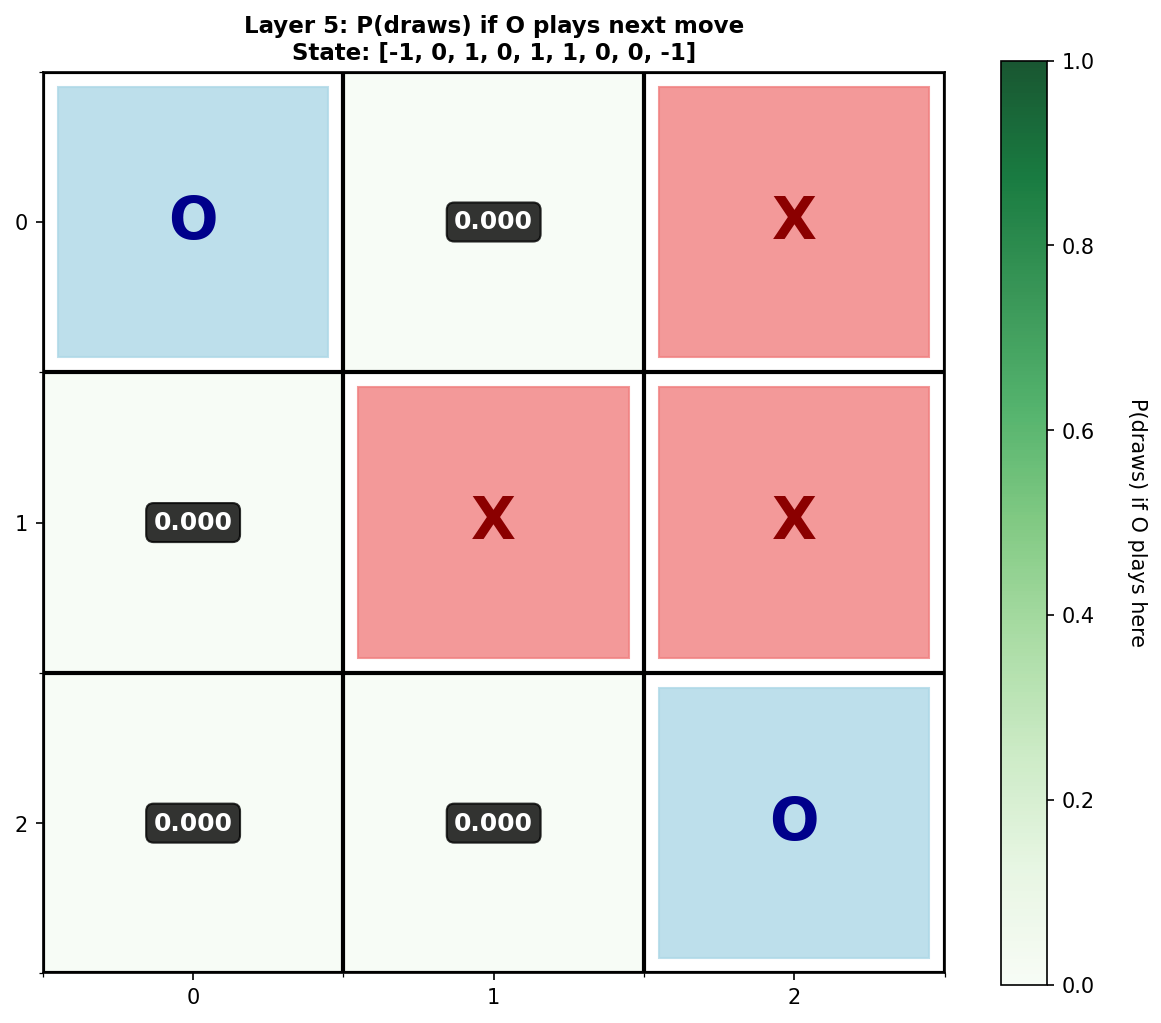 Layer 5: P(draws) if O plays next move
State: [-1, 0, 1, 0, 1, 1, 0, 0, -1]
O
0.000
X
0
0.000
X
X
1
0.000
0.000
O
2
0
1
2
1.0
0.8
0.6
0.4
0.2
0.0
P(draws) if O plays here